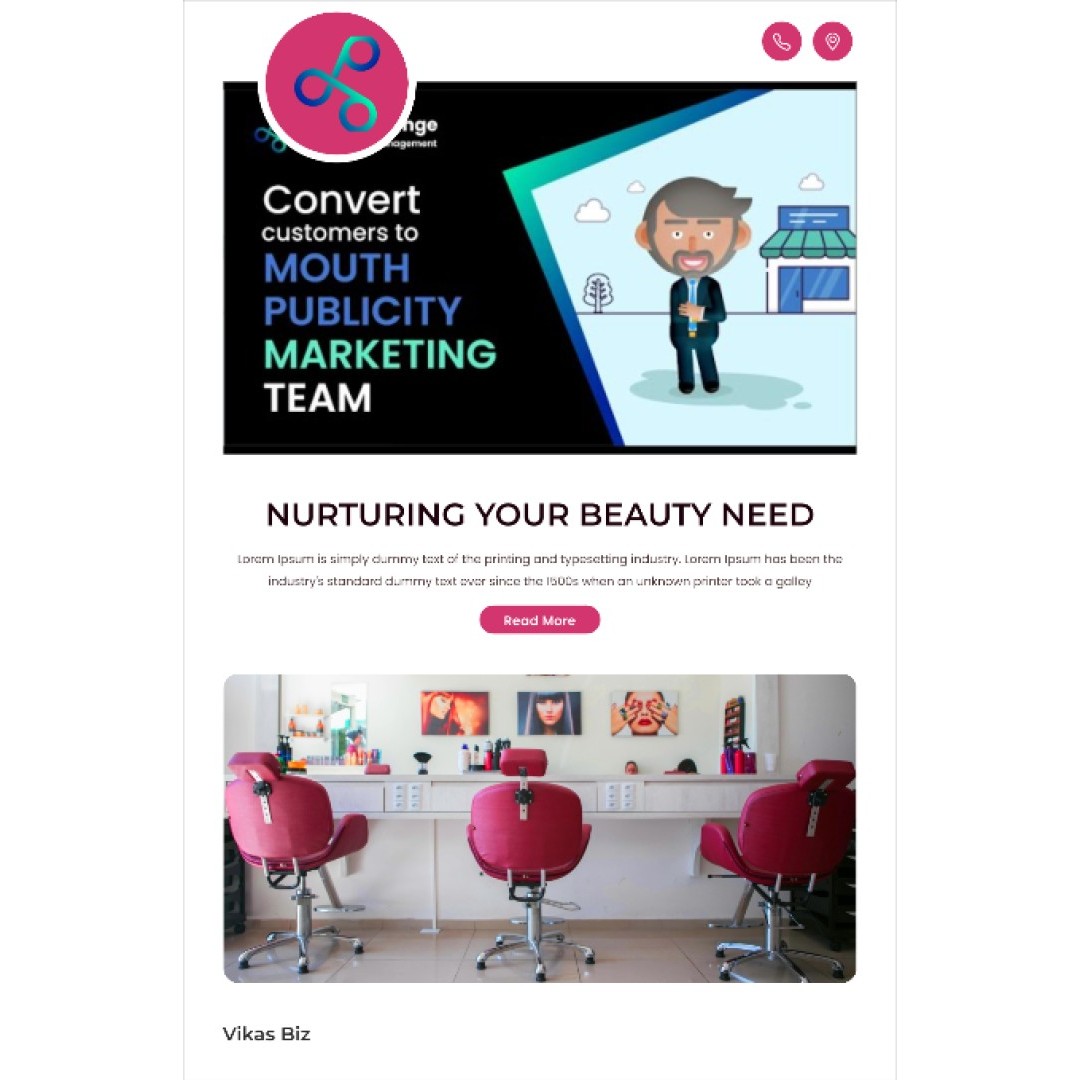 Convert
customers to
MOUTH
PUBLICITY
MARKETING
TEAM
NURTURING YOUR BEAUTY NEED
Lorem Ipsum is simply dummy text of the printing and typesetting industry. Lorem Ipsum has been the
industry's standard dummy text ever since the 1500s when an unknown printer took a galley
Read More
Vikas Biz